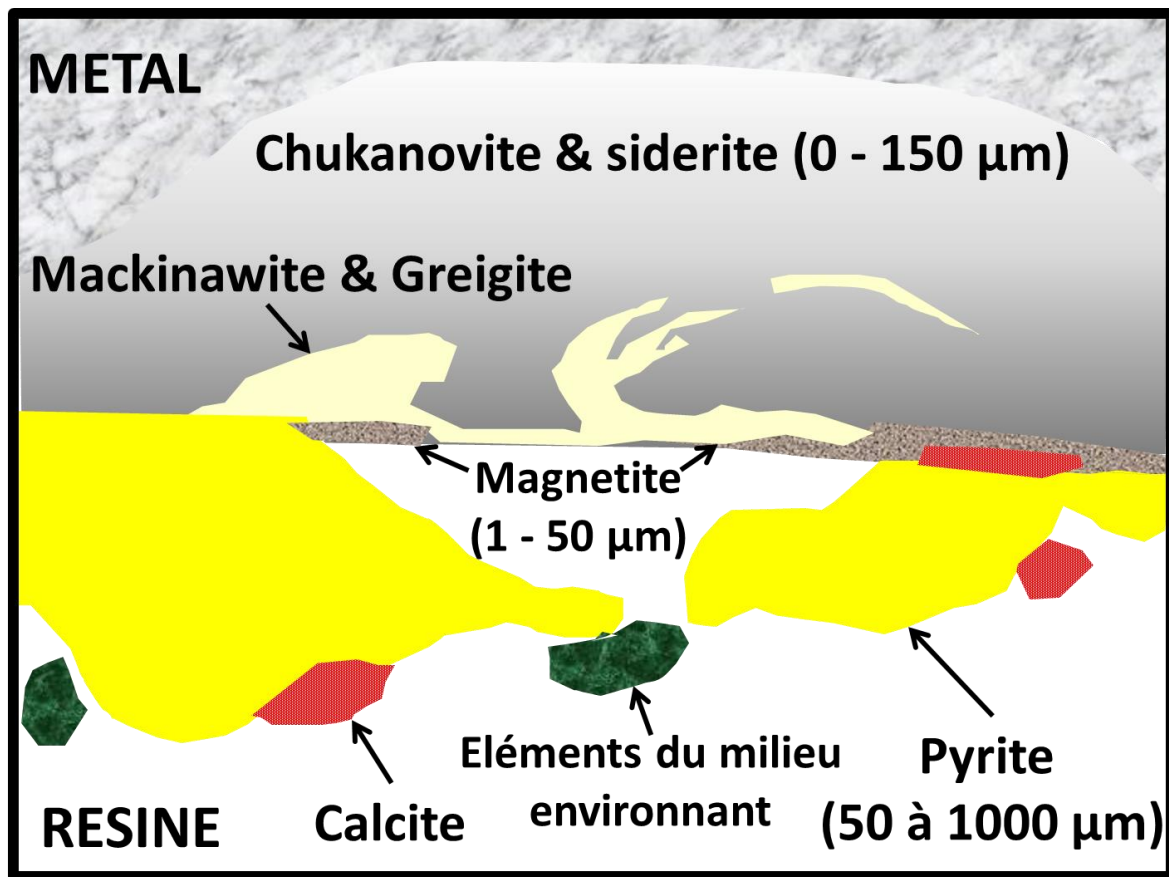 METAL
Chukanovite & siderite (0 - 150 µm)
Mackinawite & Greigite
Magnetite
(1 - 50 µm)
Eléments du milieu
environnant
Pyrite
(50 à 1000 µm)
Calcite
RESINE